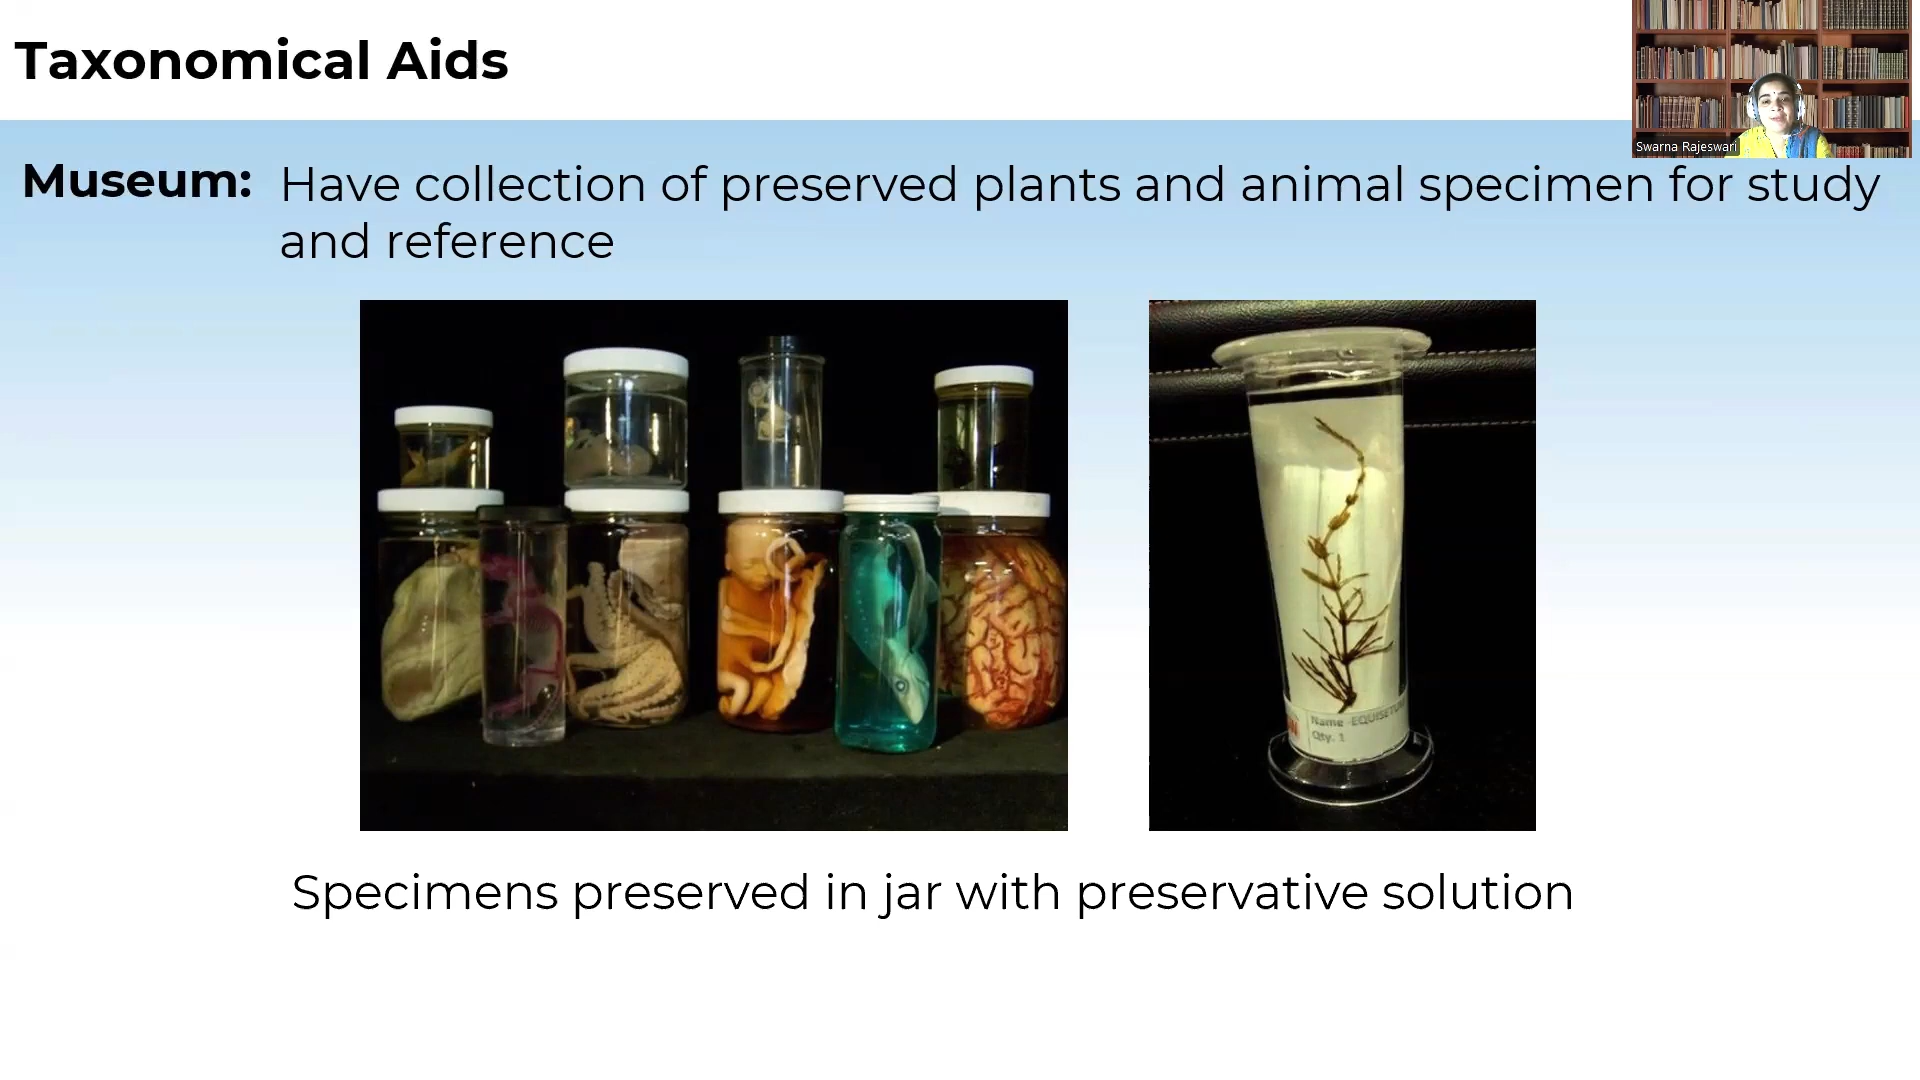 Taxonomical Aids
Swarna Rajeswari
Museum: Have collection of preserved plants and animal specimen for study
and reference
Name -EQUISETUM
Qty. 1
Specimens preserved in jar with preservative solution